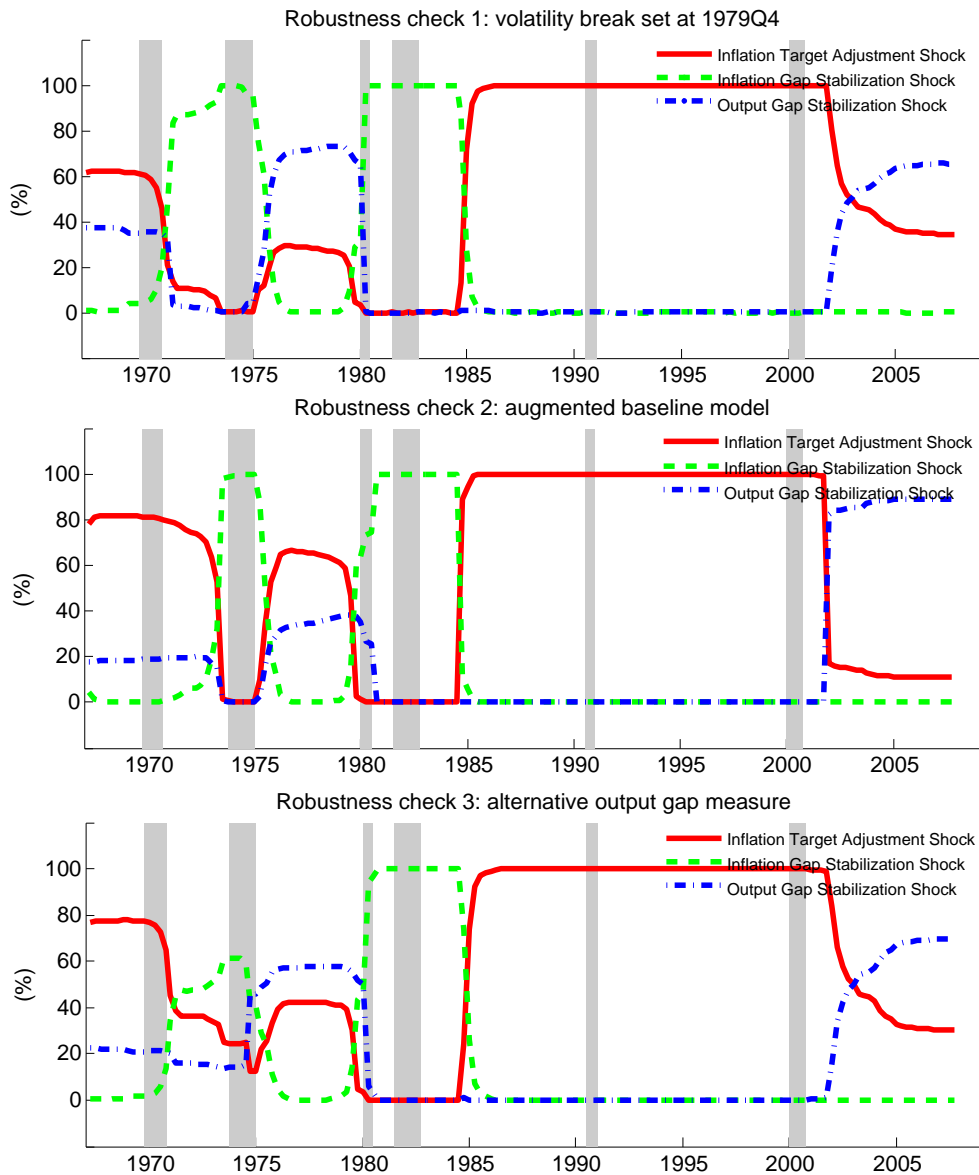 Robustness check 1: volatility break set at 1979Q4
Inflation Target Adjustment Shock
Inflation Gap Stabilization Shock
Output Gap Stabilization Shock
100
80
60
40
20
0
(%)
1970 1975 1980 1985 1990 1995 2000 2005
Robustness check 2: augmented baseline model
Inflation Target Adjustment Shock
Inflation Gap Stabilization Shock
Output Gap Stabilization Shock
100
80
60
40
20
0
(%)
1970 1975 1980 1985 1990 1995 2000 2005
Robustness check 3: alternative output gap measure
Inflation Target Adjustment Shock
Inflation Gap Stabilization Shock
Output Gap Stabilization Shock
100
80
60
40
20
0
(%)
1970 1975 1980 1985 1990 1995 2000 2005